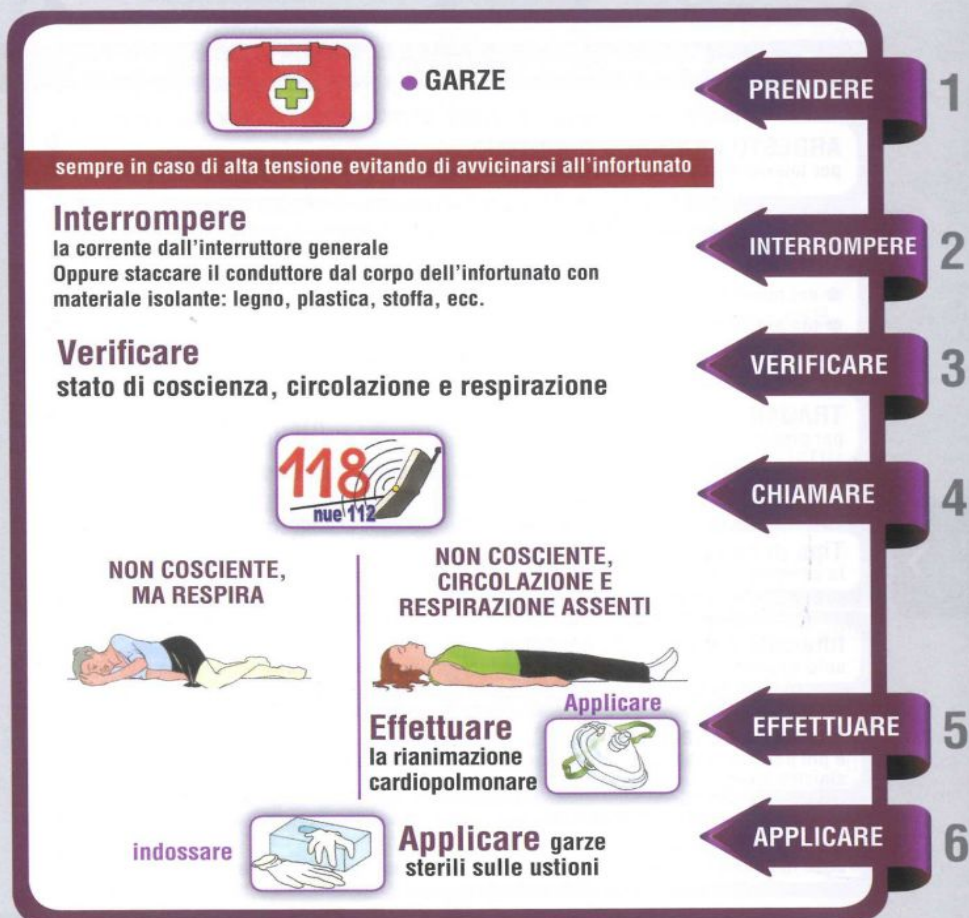 GARZE
PRENDERE
1
sempre in caso di alta tensione evitando di avvicinarsi all'infortunato
Interrompere
la corrente dall'interruttore generale
Oppure staccare il conduttore dal corpo dell'infortunato con
materiale isolante: legno, plastica, stoffa, ecc.
INTERROMPERE
2
Verificare
stato di coscienza, circolazione e respirazione
VERIFICARE
3
118
nue 112
CHIAMARE
4
NON COSCIENTE,
MA RESPIRA
NON COSCIENTE,
CIRCOLAZIONE E
RESPIRAZIONE ASSENTI
Effettuare
la rianimazione
cardiopolmonare
Applicare
EFFETTUARE
5
indossare
Applicare garze
sterili sulle ustioni
APPLICARE
6